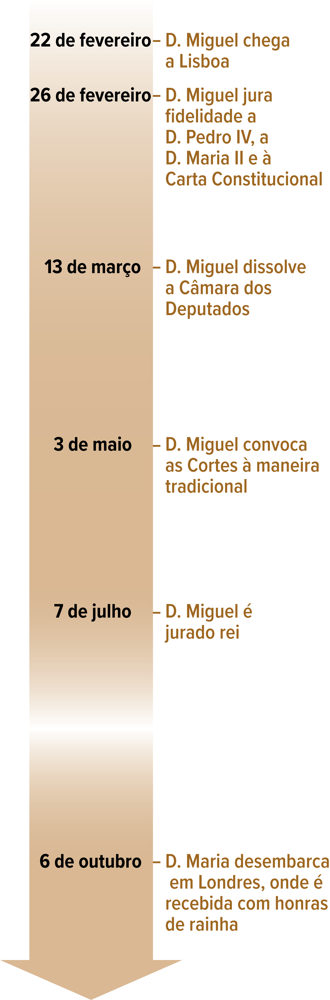 22 de fevereiro – D. Miguel chega
a Lisboa
26 de fevereiro – D. Miguel jura
fidelidade a
D. Pedro IV, a
D. Maria II e à
Carta Constitucional
13 de março – D. Miguel dissolve
a Câmara dos
Deputados
3 de maio – D. Miguel convoca
as Cortes à maneira
tradicional
7 de julho – D. Miguel é
jurado rei
6 de outubro – D. Maria desembarca
em Londres, onde é
recebida com honras
de rainha